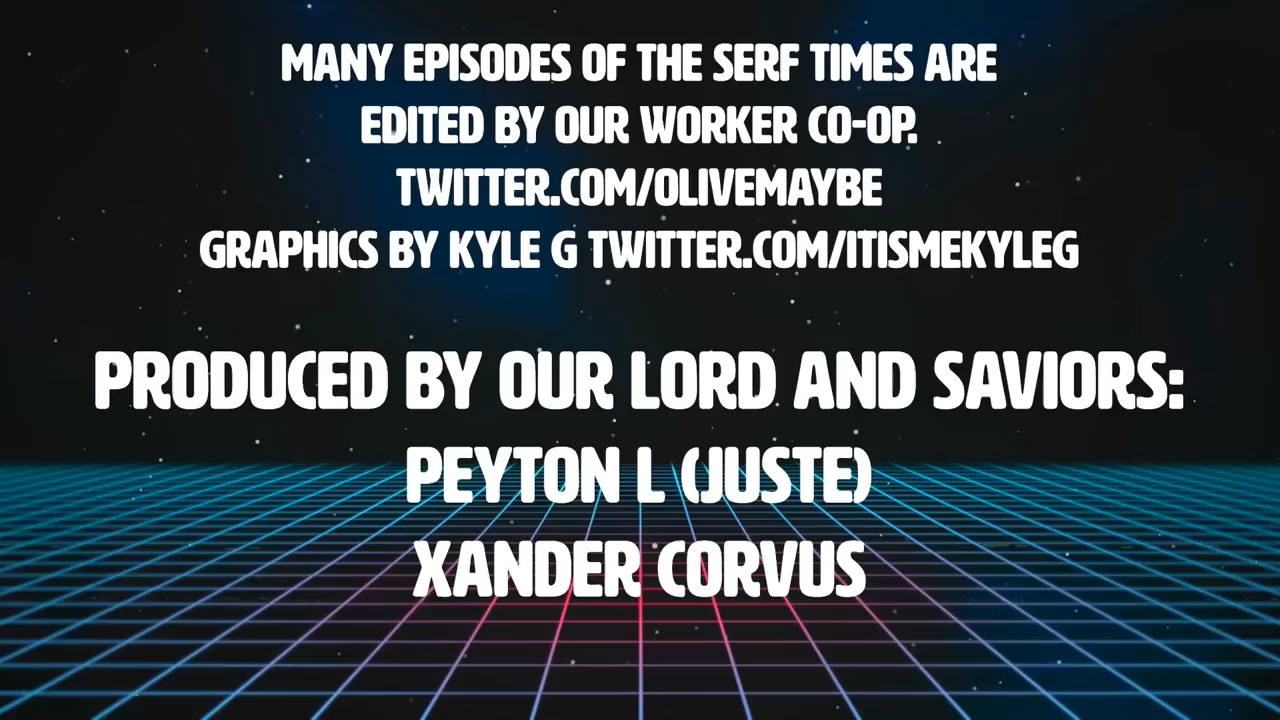 MANY EPISODES OF THE SERF TIMES ARE
EDITED BY OUR WORKER CO-OP.
TWITTER.COM/OLIVEMAYBE
GRAPHICS BY KYLE G TWITTER.COM/ITISMEKYLEG
PRODUCED BY OUR LORD AND SAVIORS:
PEYTON L (JUSTE)
XANDER CORVUS